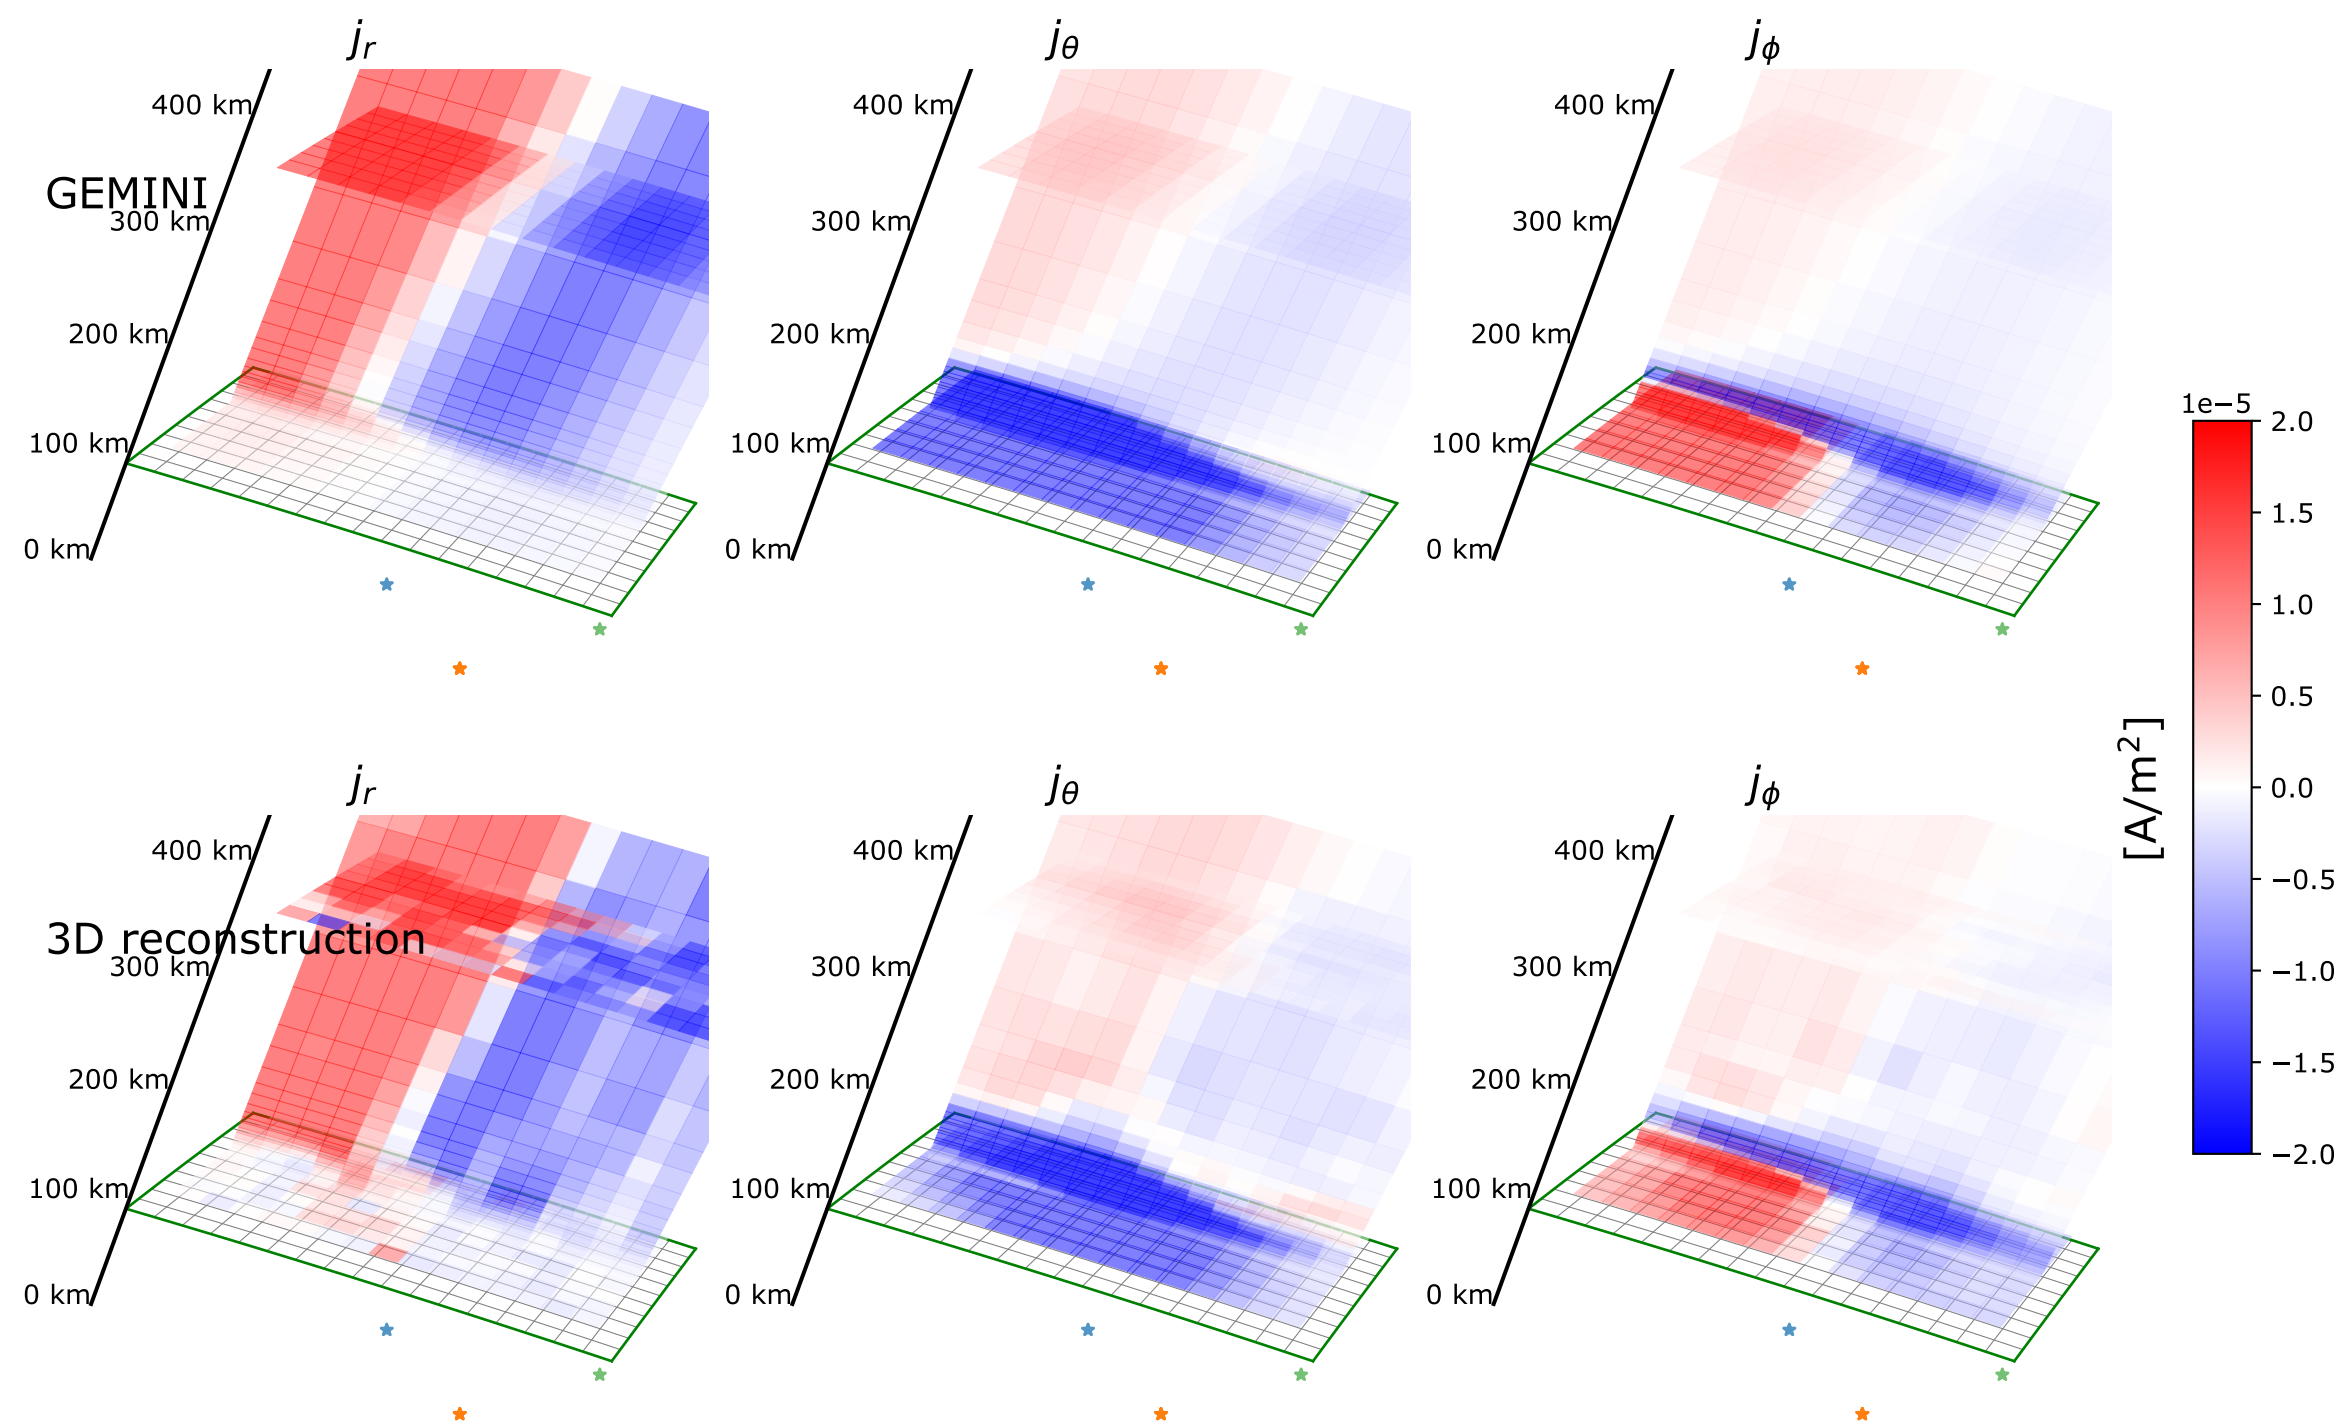 j_r j_θ j_ϕ
400 km 400 km 400 km
GEMINI
300 km 300 km 300 km
200 km 200 km 200 km
100 km 100 km 100 km
0 km 0 km 0 km
j_r j_θ j_ϕ
400 km 400 km 400 km
3D reconstruction
300 km 300 km 300 km
200 km 200 km 200 km
100 km 100 km 100 km
0 km 0 km 0 km
1e−5
2.0
1.5
1.0
0.5
0.0
−0.5
−1.0
−1.5
−2.0
[A/m²]